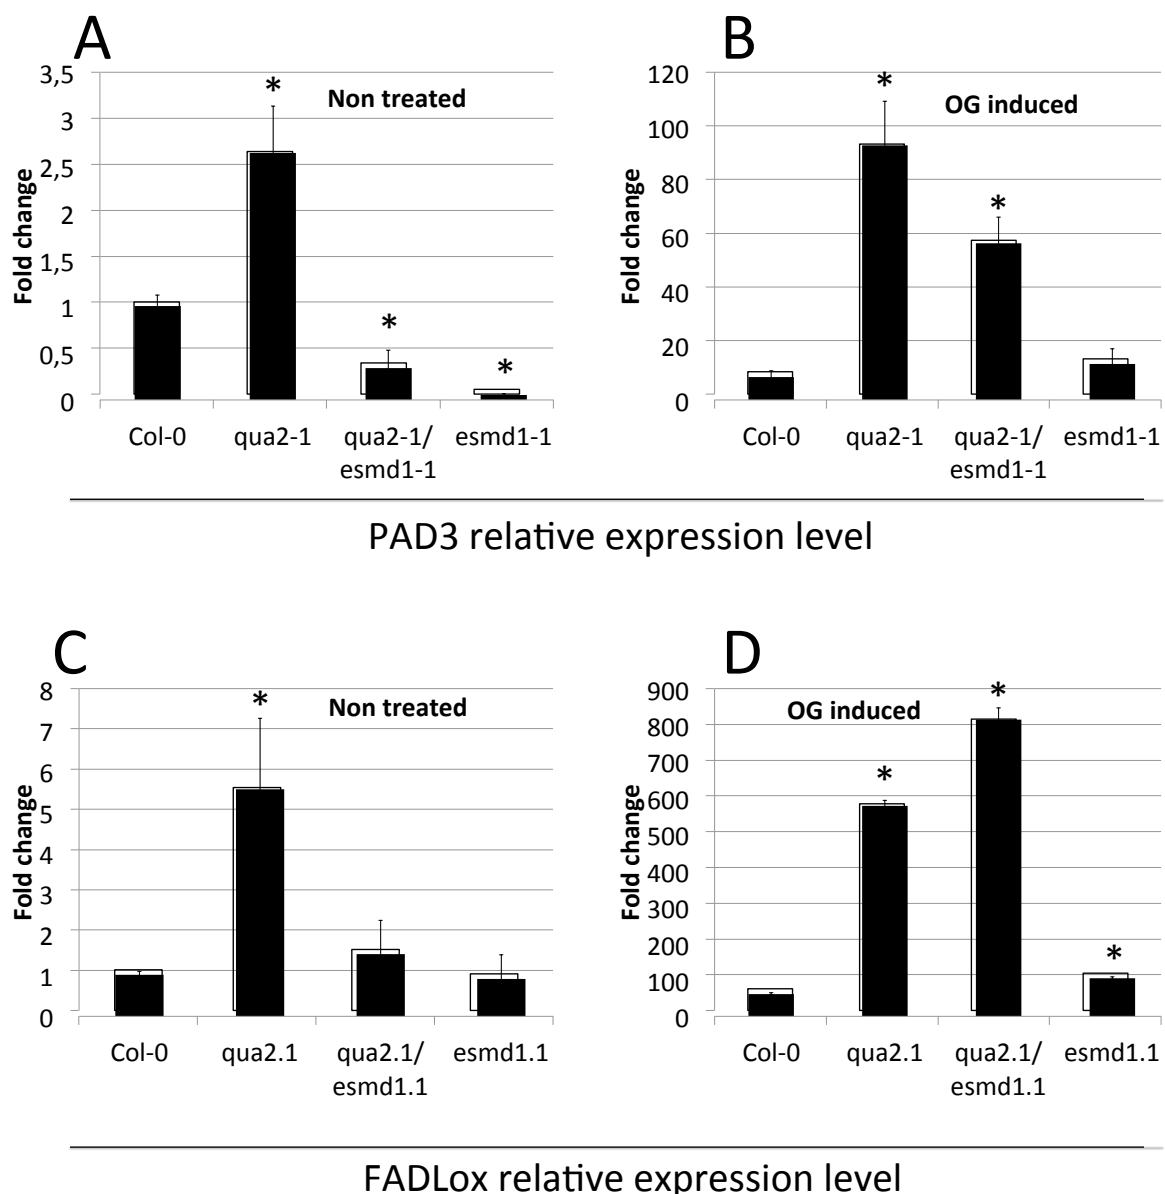 A
B
3,5
3
2,5
2
1,5
1
0,5
0
Fold change
Non treated
*
*
*
Col-0
qua2-1
qua2-1/
esmd1-1
esmd1-1
120
100
80
60
40
20
0
Fold change
OG induced
*
*
Col-0
qua2-1
qua2-1/
esmd1-1
esmd1-1
PAD3 relative expression level
C
D
8
7
6
5
4
3
2
1
0
Fold change
Non treated
*
Col-0
qua2.1
qua2.1/
esmd1.1
esmd1.1
900
800
700
600
500
400
300
200
100
0
Fold change
OG induced
*
*
*
Col-0
qua2.1
qua2.1/
esmd1.1
esmd1.1
FADLox relative expression level